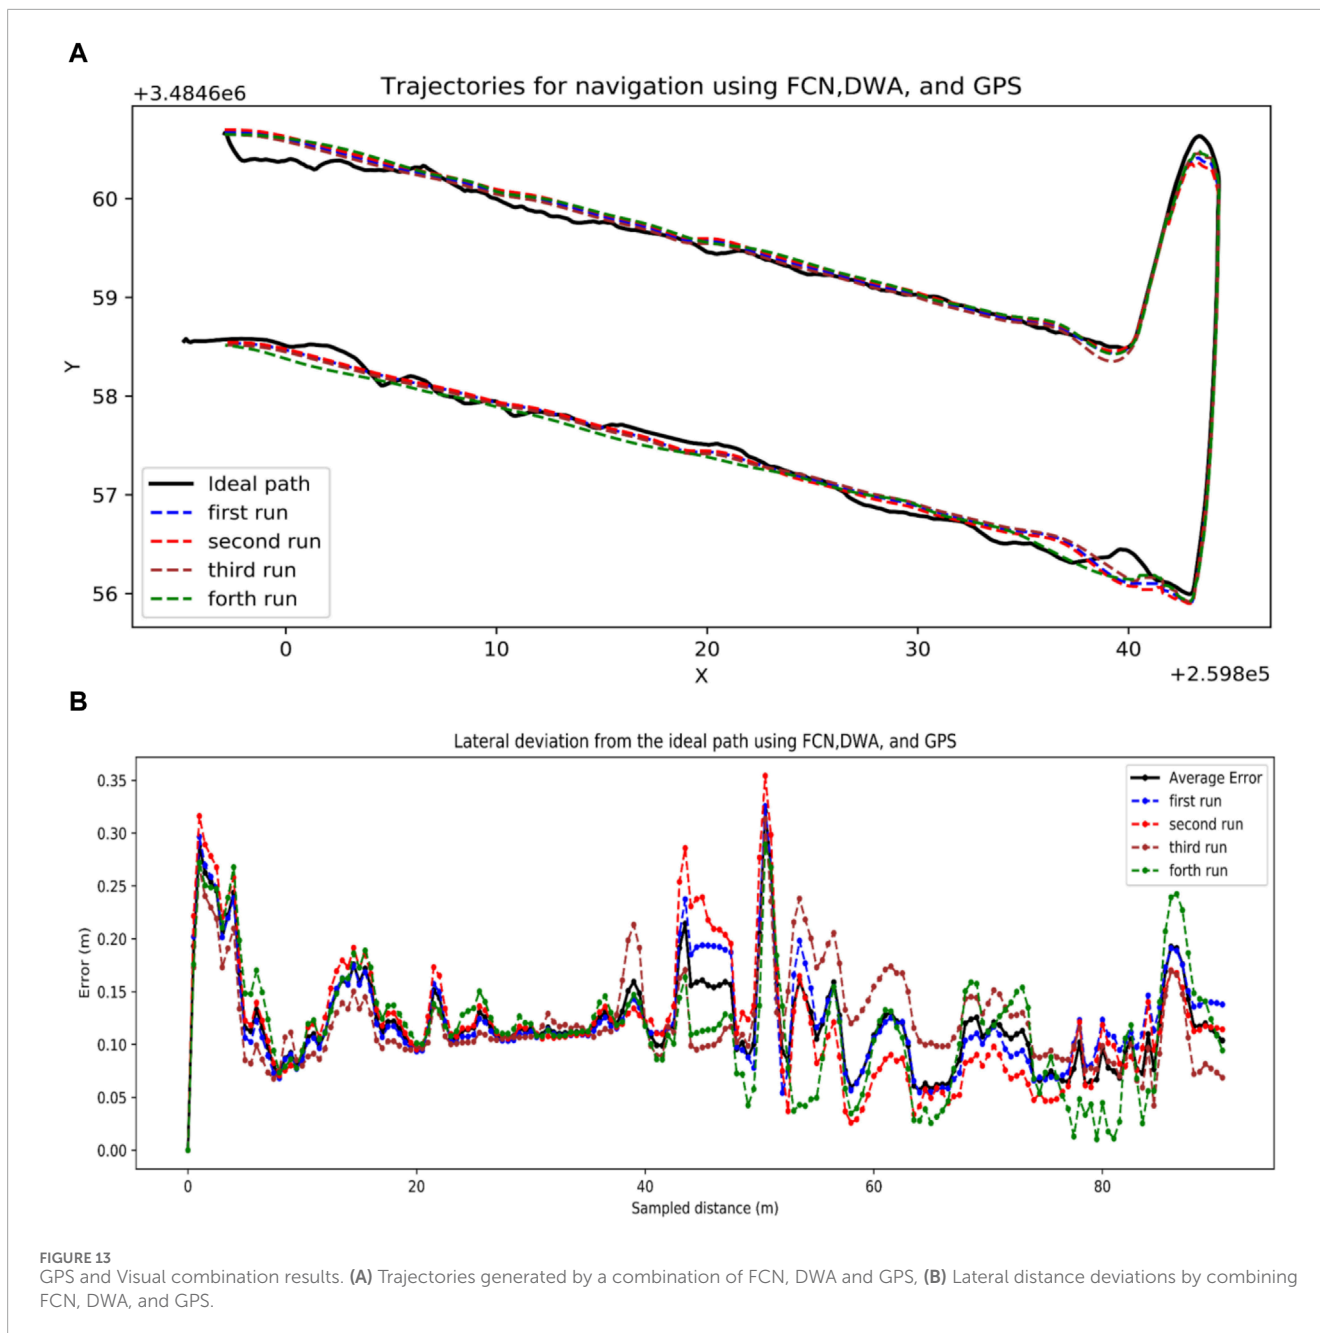 A
Trajectories for navigation using FCN,DWA, and GPS
+3.4846e6
60
59
58
57
56
Y
Ideal path
first run
second run
third run
forth run
0 10 20 30 40
X
+2.598e5
B
Lateral deviation from the ideal path using FCN,DWA, and GPS
0.35
0.30
0.25
0.20
0.15
0.10
0.05
0.00
Error (m)
Average Error
first run
second run
third run
forth run
0 20 40 60 80
Sampled distance (m)
FIGURE 13
GPS and Visual combination results. (A) Trajectories generated by a combination of FCN, DWA and GPS, (B) Lateral distance deviations by combining
FCN, DWA, and GPS.